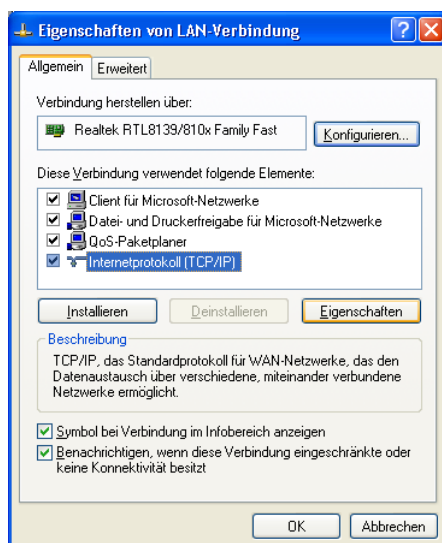 Eigenschaften von LAN-Verbindung
Allgemein Erweitert
Verbindung herstellen über:
Realtek RTL8139/810x Family Fast
Konfigurieren...
Diese Verbindung verwendet folgende Elemente:
Client für Microsoft-Netzwerke
Datei- und Druckerfreigabe für Microsoft-Netzwerke
QoS-Paketplaner
Internetprotokoll (TCP/IP)
Installieren Deinstallieren Eigenschaften
Beschreibung
TCP/IP, das Standardprotokoll für WAN-Netzwerke, das den
Datenaustausch über verschiedene, miteinander verbundene
Netzwerke ermöglicht.
Symbol bei Verbindung im Infobereich anzeigen
Benachrichtigen, wenn diese Verbindung eingeschränkte oder
keine Konnektivität besitzt
OK Abbrechen